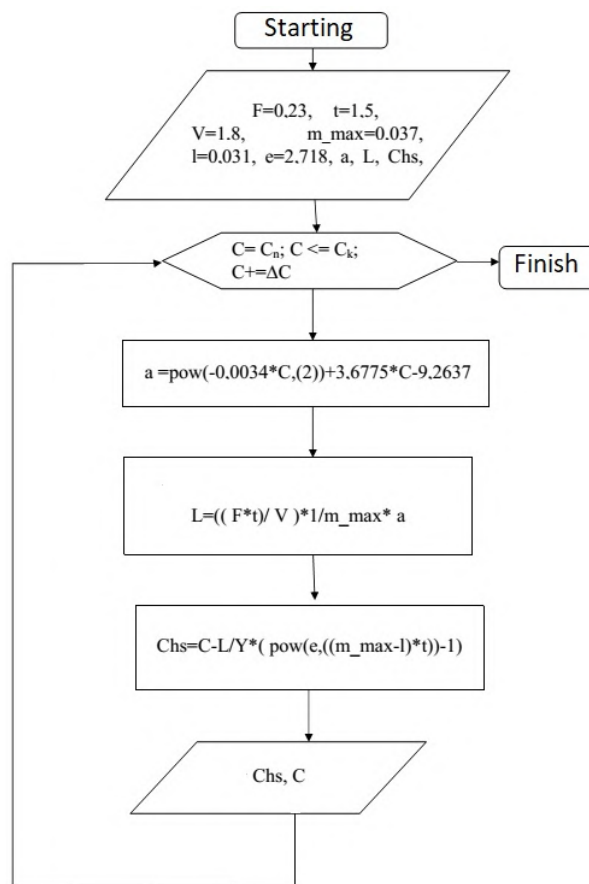 Starting
F=0,23, t=1,5,
V=1.8, m_max=0.037,
l=0,031, e=2,718, a, L, Chs,
C= Cn; C <= Ck;
C+=ΔC
Finish
a =pow(-0,0034*C,(2))+3,6775*C-9,2637
L=(( F*t)/ V )*1/m_max* a
Chs=C-L/Y*( pow(e,((m_max-l)*t))-1)
Chs, C